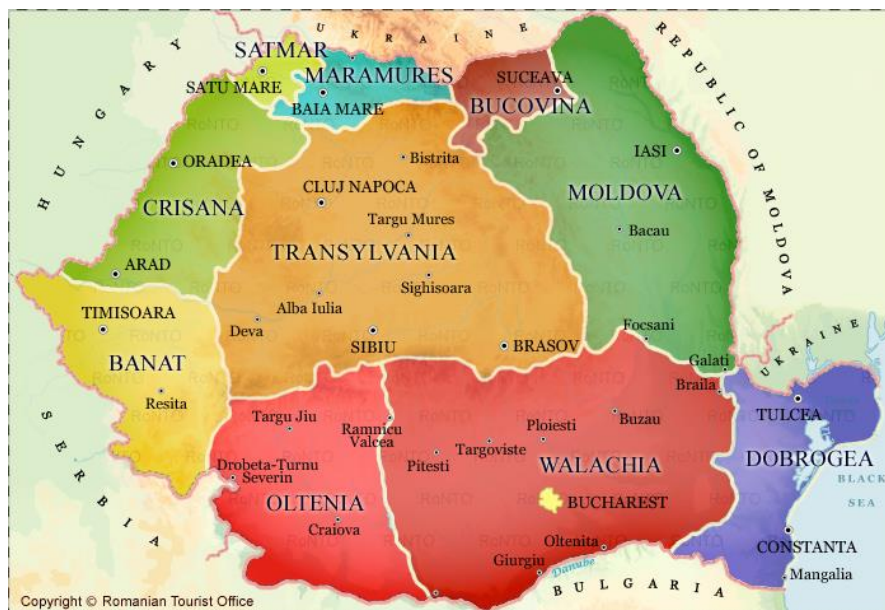 UKRAINE
SATMAR
SATU MARE
MARAMURES
BAIA MARE
SUCEAVA
BUCOVINA
REPUBLIC OF MOLDOVA
HUNGARY
ORADEA
CRISANA
ARAD
Bistrita
CLUJ NAPOCA
Targu Mures
TRANSYLVANIA
Sighisoara
Alba Iulia
Deva
SIBIU
BRASOV
IASI
MOLDOVA
Bacau
Focsani
Galati
UKRAINE
TIMISOARA
BANAT
Resita
SERBIA
Targu Jiu
Ramnicu
Valcea
Drobeta-Turnu
Severin
OLTENIA
Craiova
Pitesti
Targoviste
Ploiesti
Buzau
Braila
WALACHIA
BUCHAREST
Oltenita
Giurgiu
Danube
BULGARIA
TULCEA
DOBROGEA
BLACK
SEA
CONSTANTA
Mangalia
RoNTO
Copyright © Romanian Tourist Office